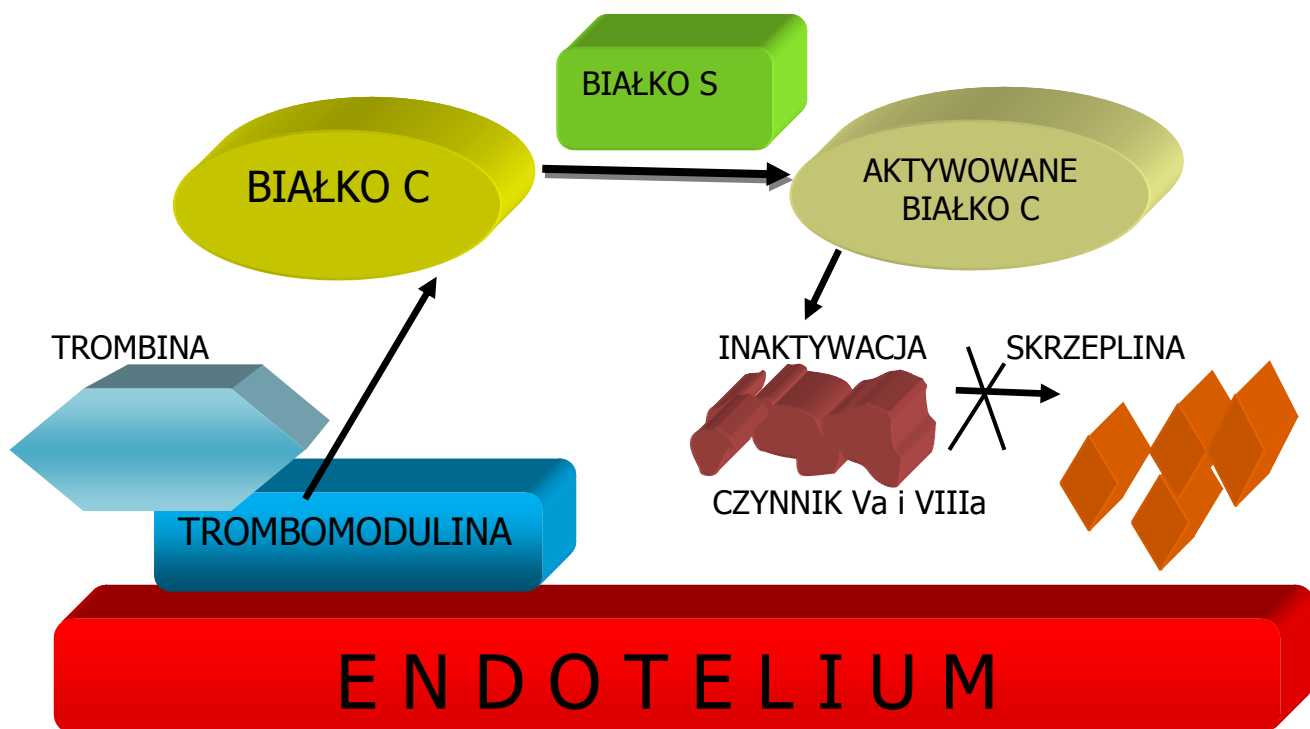 BIAŁKO S
BIAŁKO C
AKTYWOWANE
BIAŁKO C
TROMBINA
INAKTYWACJA
SKRZEPLINA
CZYNNIK Va i VIIIa
TROMBOMODULINA
E N D O T E L I U M